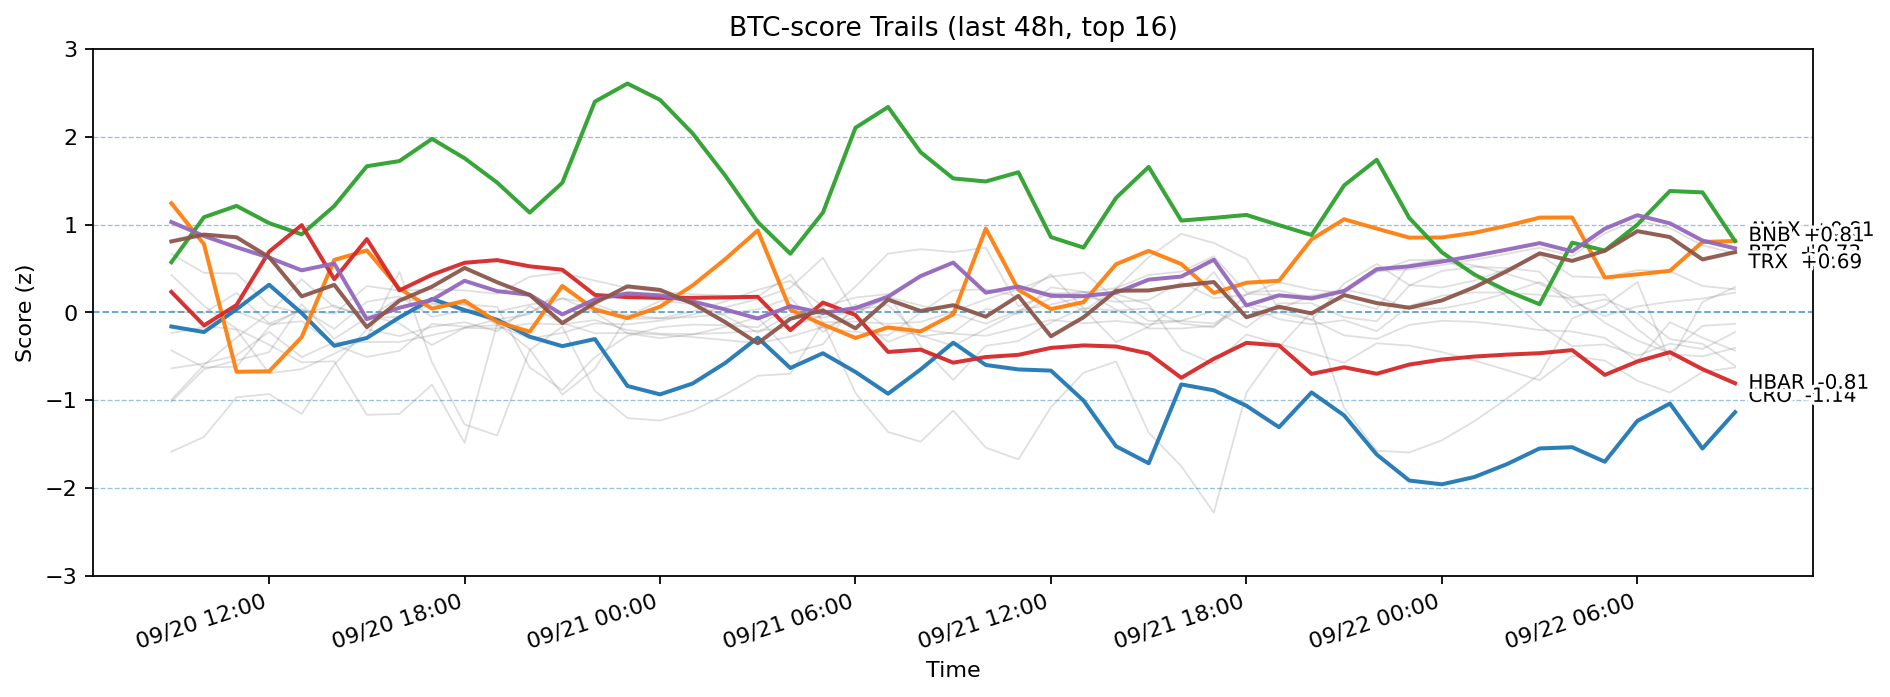 BTC-score Trails (last 48h, top 16)
3
2
1
0
−1
−2
−3
Score (z)
BNB +0.81
TRX +0.69
HBAR -0.81
CRO -1.14
09/20 12:00
09/20 18:00
09/21 00:00
09/21 06:00
09/21 12:00
09/21 18:00
09/22 00:00
09/22 06:00
Time